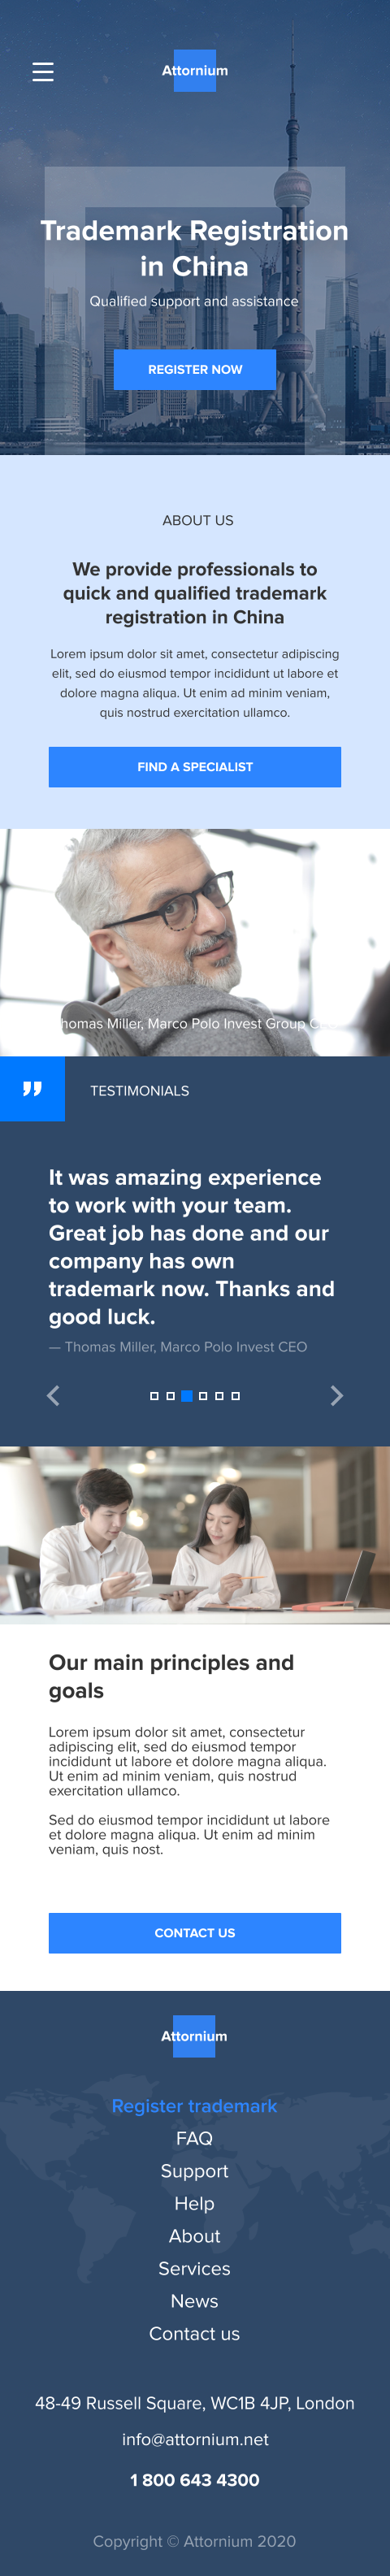 Attornium
Trademark Registration
in China
Qualified support and assistance
REGISTER NOW
ABOUT US
We provide professionals to
quick and qualified trademark
registration in China
Lorem ipsum dolor sit amet, consectetur adipiscing
elit, sed do eiusmod tempor incididunt ut labore et
dolore magna aliqua. Ut enim ad minim veniam,
quis nostrud exercitation ullamco.
FIND A SPECIALIST
Thomas Miller, Marco Polo Invest Group CEO
TESTIMONIALS
It was amazing experience
to work with your team.
Great job has done and our
company has own
trademark now. Thanks and
good luck.
— Thomas Miller, Marco Polo Invest CEO
Our main principles and
goals
Lorem ipsum dolor sit amet, consectetur
adipiscing elit, sed do eiusmod tempor
incididunt ut labore et dolore magna aliqua.
Ut enim ad minim veniam, quis nostrud
exercitation ullamco.
Sed do eiusmod tempor incididunt ut labore
et dolore magna aliqua. Ut enim ad minim
veniam, quis nost.
CONTACT US
Attornium
Register trademark
FAQ
Support
Help
About
Services
News
Contact us
48-49 Russell Square, WC1B 4JP, London
info@attornium.net
1 800 643 4300
Copyright © Attornium 2020